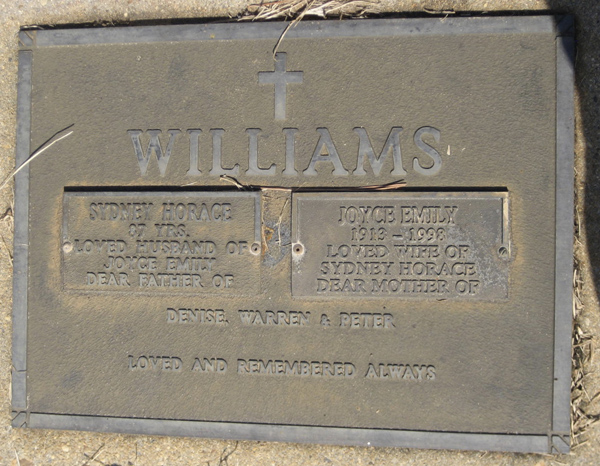 WILLIAMS
SYDNEY HORACE
87 YRS.
LOVED HUSBAND OF
JOYCE EMILY
DEAR FATHER OF
JOYCE EMILY
1913 - 1998
LOVED WIFE OF
SYDNEY HORACE
DEAR MOTHER OF
DENISE, WARREN & PETER
LOVED AND REMEMBERED ALWAYS